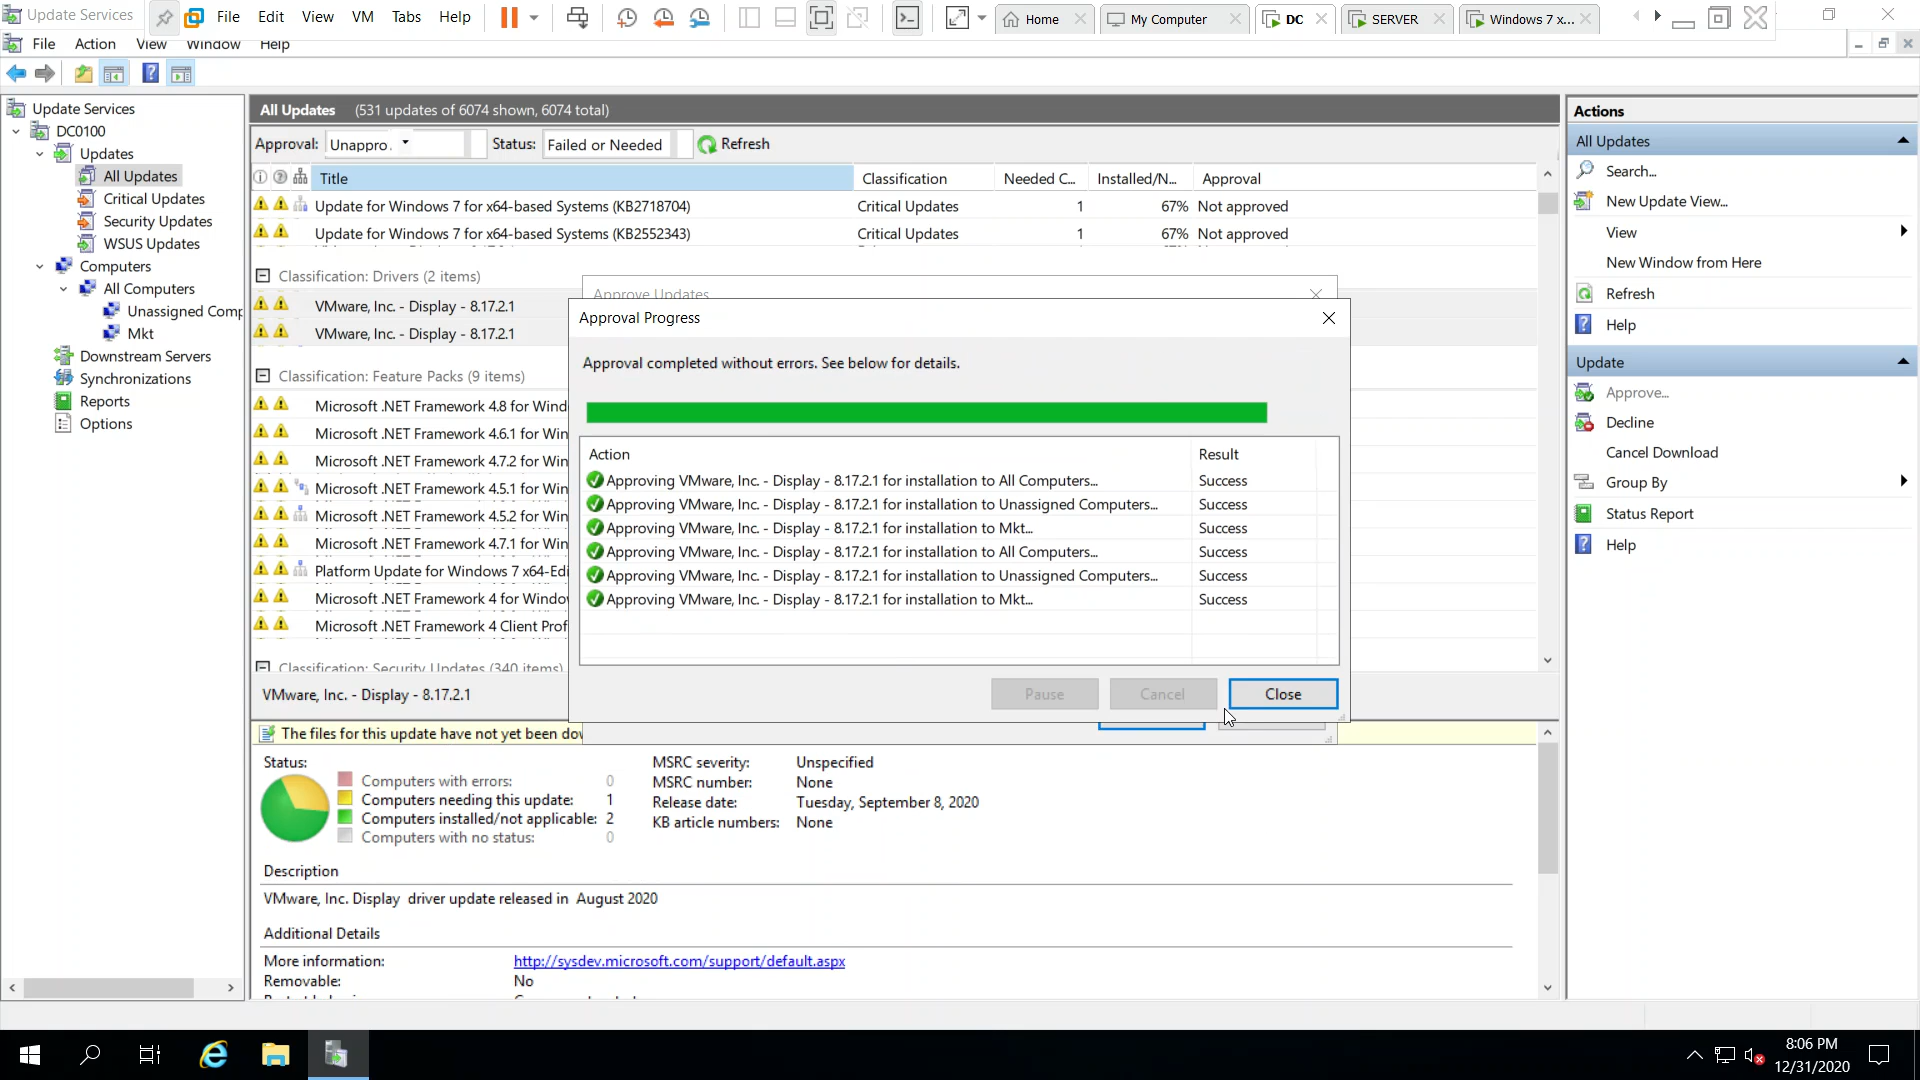 Update Services
File Edit View VM Tabs Help
Home
My Computer
DC
SERVER
Windows 7 x...
File Action View Window Help
Update Services
DC0100
Updates
All Updates
Critical Updates
Security Updates
WSUS Updates
Computers
All Computers
Unassigned Comp
Mkt
Downstream Servers
Synchronizations
Reports
Options
All Updates (531 updates of 6074 shown, 6074 total)
Approval: Unappro. Status: Failed or Needed Refresh
Title Classification Needed C... Installed/N... Approval
Update for Windows 7 for x64-based Systems (KB2718704) Critical Updates 1 67% Not approved
Update for Windows 7 for x64-based Systems (KB2552343) Critical Updates 1 67% Not approved
Classification: Drivers (2 items)
VMware, Inc. - Display - 8.17.2.1
VMware, Inc. - Display - 8.17.2.1
Classification: Feature Packs (9 items)
Microsoft .NET Framework 4.8 for Wind
Microsoft .NET Framework 4.6.1 for Win
Microsoft .NET Framework 4.7.2 for Win
Microsoft .NET Framework 4.5.1 for Win
Microsoft .NET Framework 4.5.2 for Win
Microsoft .NET Framework 4.7.1 for Win
Platform Update for Windows 7 x64-Edi
Microsoft .NET Framework 4 for Windo
Microsoft .NET Framework 4 Client Prof
Classification: Security Updates (340 items)
Approve Updates
Approval Progress
Approval completed without errors. See below for details.
Action Result
Approving VMware, Inc. - Display - 8.17.2.1 for installation to All Computers... Success
Approving VMware, Inc. - Display - 8.17.2.1 for installation to Unassigned Computers... Success
Approving VMware, Inc. - Display - 8.17.2.1 for installation to Mkt... Success
Approving VMware, Inc. - Display - 8.17.2.1 for installation to All Computers... Success
Approving VMware, Inc. - Display - 8.17.2.1 for installation to Unassigned Computers... Success
Approving VMware, Inc. - Display - 8.17.2.1 for installation to Mkt... Success
Pause Cancel Close
VMware, Inc. - Display - 8.17.2.1
The files for this update have not yet been dov
Status:
Computers with errors: 0
Computers needing this update: 1
Computers installed/not applicable: 2
Computers with no status: 0
MSRC severity: Unspecified
MSRC number: None
Release date: Tuesday, September 8, 2020
KB article numbers: None
Description
VMware, Inc. Display driver update released in August 2020
Additional Details
More information: http://sysdev.microsoft.com/support/default.aspx
Removable: No
Actions
All Updates
Search...
New Update View...
View
New Window from Here
Refresh
Help
Update
Approve...
Decline
Cancel Download
Group By
Status Report
Help
8:06 PM
12/31/2020